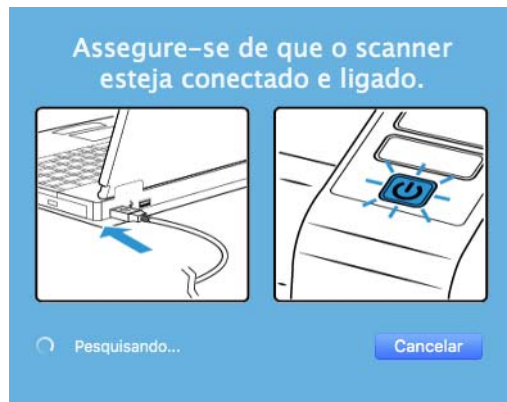 Assegure-se de que o scanner
esteja conectado e ligado.
Pesquisando...
Cancelar